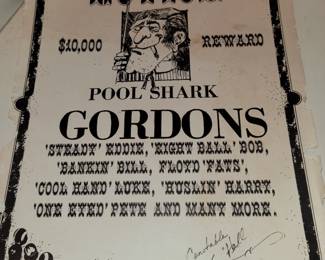 $10,000 REWARD
POOL SHARK
GORDONS
'STEADY' EDDIE, 'EIGHT BALL' BOB,
'BANKIN' BILL, FLOYD 'FATS',
'COOL HAND' LUKE, 'HUSLIN' HARRY,
'ONE EYED' PETE AND MANY MORE.
Constable